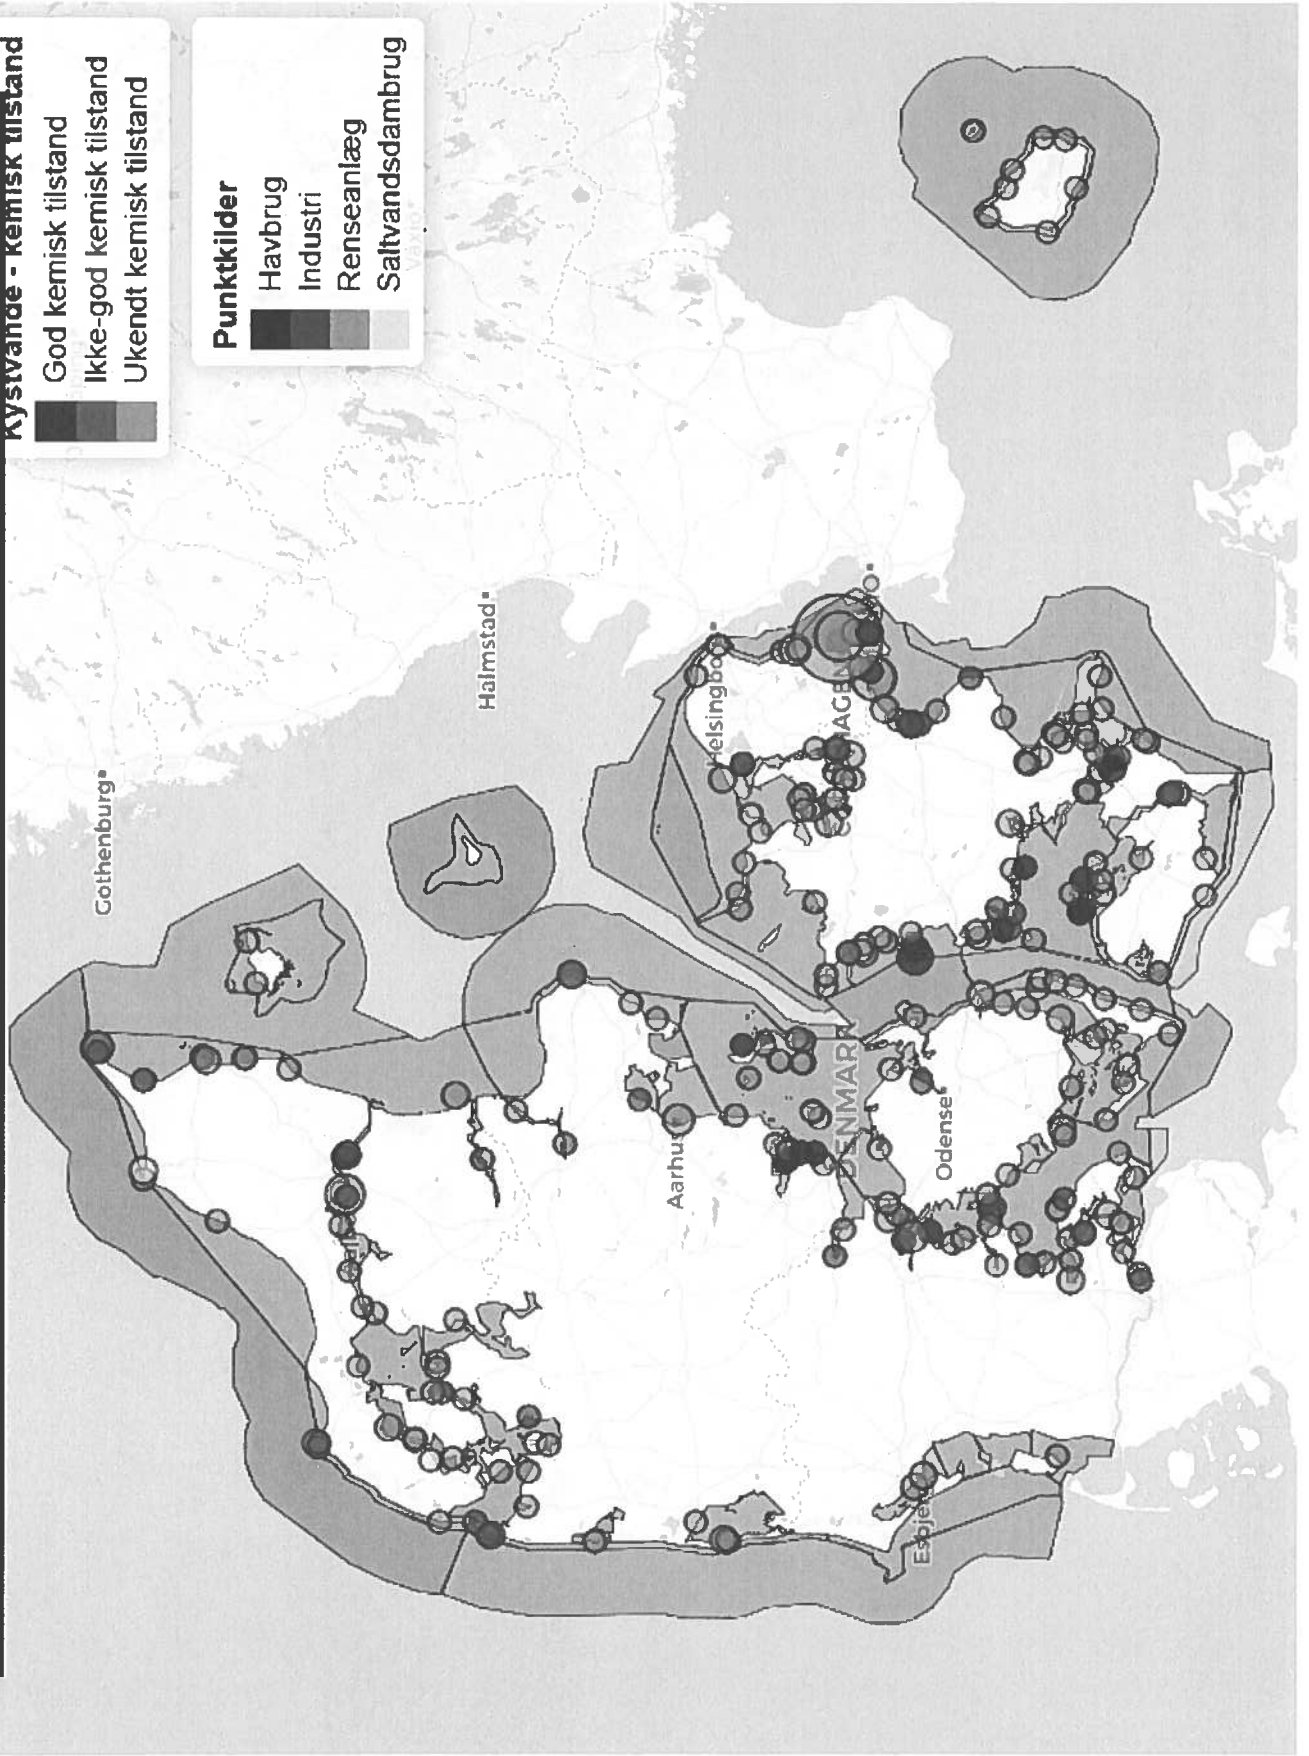 Kystvande - Kemisk tilstand
God kemisk tilstand
Ikke-god kemisk tilstand
Ukendt kemisk tilstand
Punktkilder
Havbrug
Industri
Renseanlæg
Saltvandsdambrug
Gothenburg
Halmstad
Aarhus
DENMARK
Odense